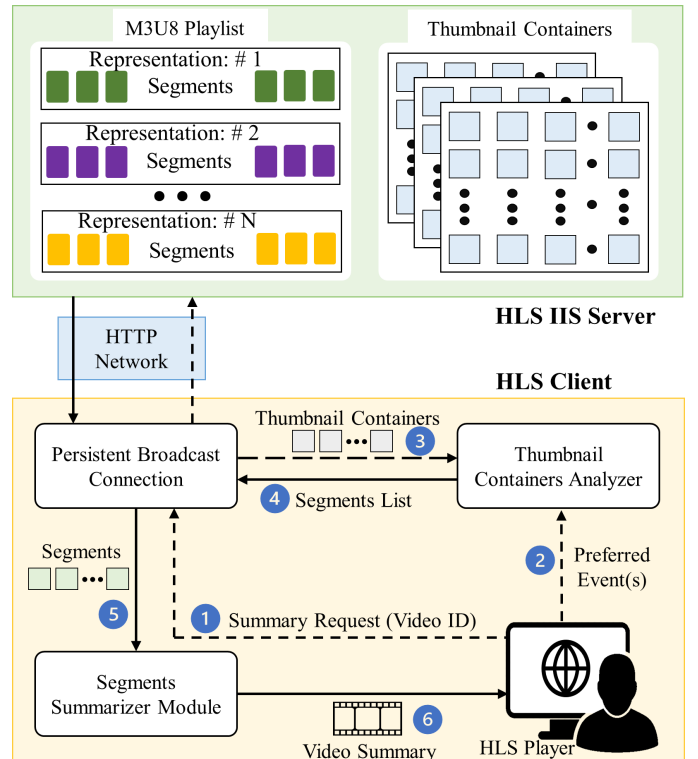 M3U8 Playlist
Thumbnail Containers
Representation: # 1
Segments
Representation: # 2
Segments
Representation: # N
Segments
HLS IIS Server
HTTP
Network
HLS Client
Thumbnail Containers
3
Persistent Broadcast
Connection
Thumbnail
Containers Analyzer
4
Segments List
Segments
5
2
Preferred
Event(s)
1
Summary Request (Video ID)
Segments
Summarizer Module
6
Video Summary
HLS Player